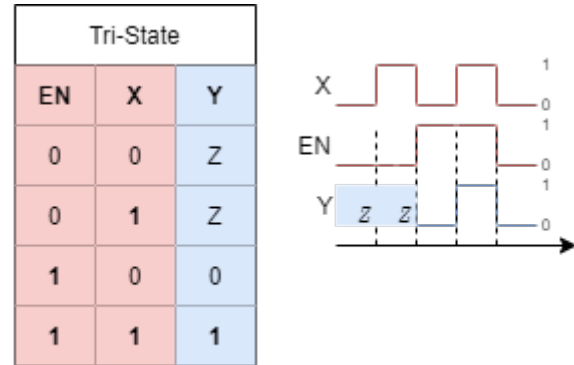 Tri-State
EN X Y
0 0 Z
0 1 Z
1 0 0
1 1 1
X 1
0
EN 1
0
Y Z Z 1
0